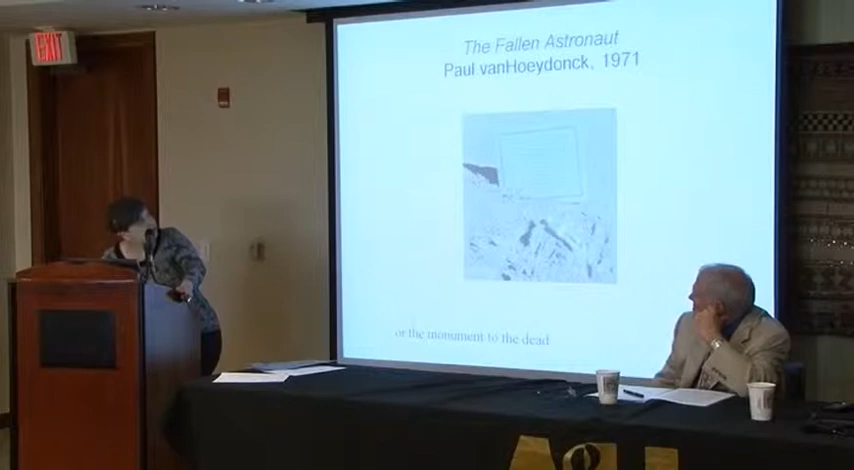 EXIT
The Fallen Astronaut
Paul vanHoeydonck, 1971
or the monument to the dead